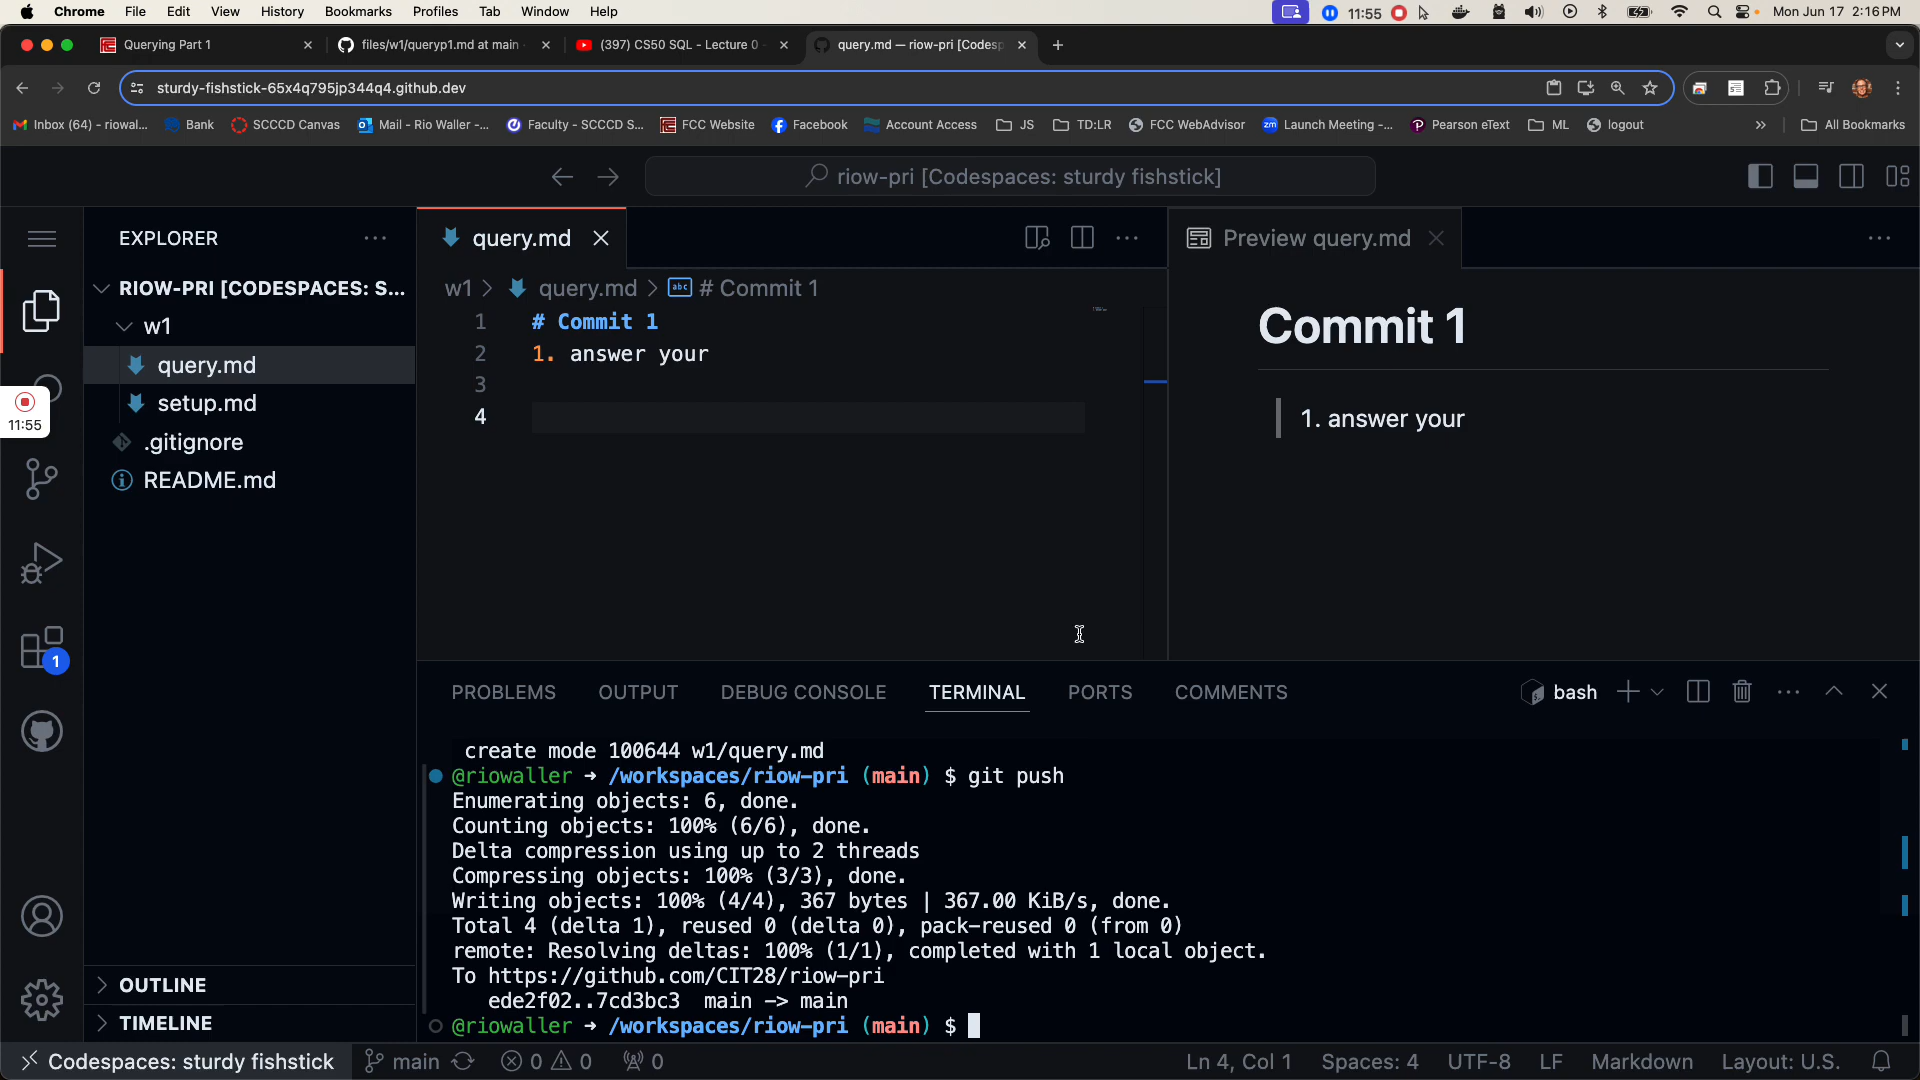 Chrome File Edit View History Bookmarks Profiles Tab Window Help 11:55 Mon Jun 17 2:16 PM
Querying Part 1 files/w1/queryp1.md at main (397) CS50 SQL - Lecture 0 - query.md — riow-pri [Codesp
sturdy-fishstick-65x4q795jp344q4.github.dev
Inbox (64) - riowal... Bank SCCCD Canvas Mail - Rio Waller -... Faculty - SCCCD S... FCC Website Facebook Account Access JS TD:LR FCC WebAdvisor Launch Meeting -... Pearson eText ML logout » All Bookmarks
riow-pri [Codespaces: sturdy fishstick]
EXPLORER
RIOW-PRI [CODESPACES: S...
w1
query.md
setup.md
.gitignore
README.md
11:55
1
OUTLINE
TIMELINE
query.md
w1 > query.md > # Commit 1
1 # Commit 1
2 1. answer your
3
4
Preview query.md
Commit 1
1. answer your
PROBLEMS OUTPUT DEBUG CONSOLE TERMINAL PORTS COMMENTS bash
create mode 100644 w1/query.md
@riowaller → /workspaces/riow-pri (main) $ git push
Enumerating objects: 6, done.
Counting objects: 100% (6/6), done.
Delta compression using up to 2 threads
Compressing objects: 100% (3/3), done.
Writing objects: 100% (4/4), 367 bytes | 367.00 KiB/s, done.
Total 4 (delta 1), reused 0 (delta 0), pack-reused 0 (from 0)
remote: Resolving deltas: 100% (1/1), completed with 1 local object.
To https://github.com/CIT28/riow-pri
ede2f02..7cd3bc3 main -> main
@riowaller → /workspaces/riow-pri (main) $
Codespaces: sturdy fishstick main 0 0 0 Ln 4, Col 1 Spaces: 4 UTF-8 LF Markdown Layout: U.S.